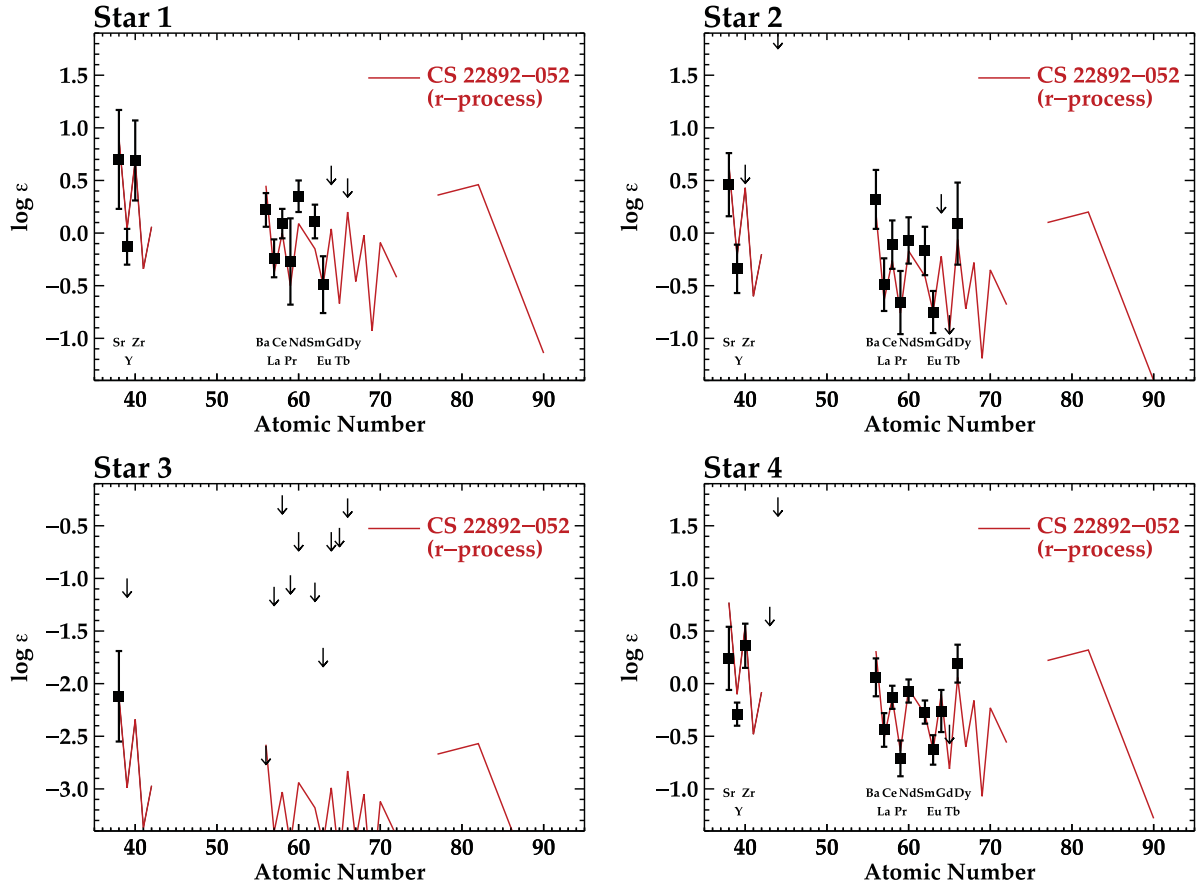 Star 1
CS 22892−052
(r−process)
1.5
1.0
0.5
0.0
−0.5
−1.0
log ε
Sr Zr
Y
Ba Ce Nd Sm Gd Dy
La Pr Eu Tb
40 50 60 70 80 90
Atomic Number
Star 2
CS 22892−052
(r−process)
1.5
1.0
0.5
0.0
−0.5
−1.0
log ε
Sr Zr
Y
Ba Ce Nd Sm Gd Dy
La Pr Eu Tb
40 50 60 70 80 90
Atomic Number
Star 3
CS 22892−052
(r−process)
−0.5
−1.0
−1.5
−2.0
−2.5
−3.0
log ε
40 50 60 70 80 90
Atomic Number
Star 4
CS 22892−052
(r−process)
1.5
1.0
0.5
0.0
−0.5
−1.0
log ε
Sr Zr
Y
Ba Ce Nd Sm Gd Dy
La Pr Eu Tb
40 50 60 70 80 90
Atomic Number